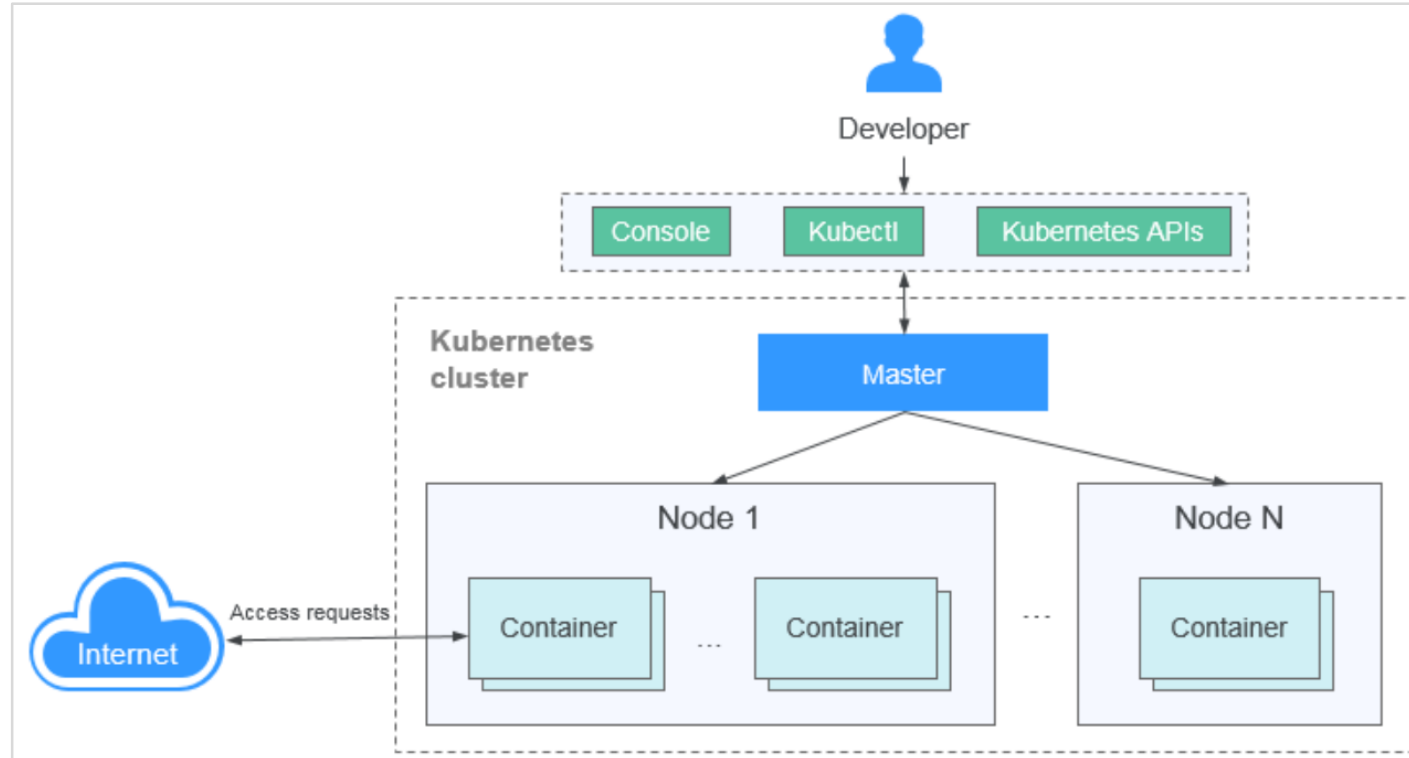 Developer
Console
Kubectl
Kubernetes APIs
Kubernetes
cluster
Master
Node 1
Node N
Access requests
Internet
Container
...
Container
...
Container